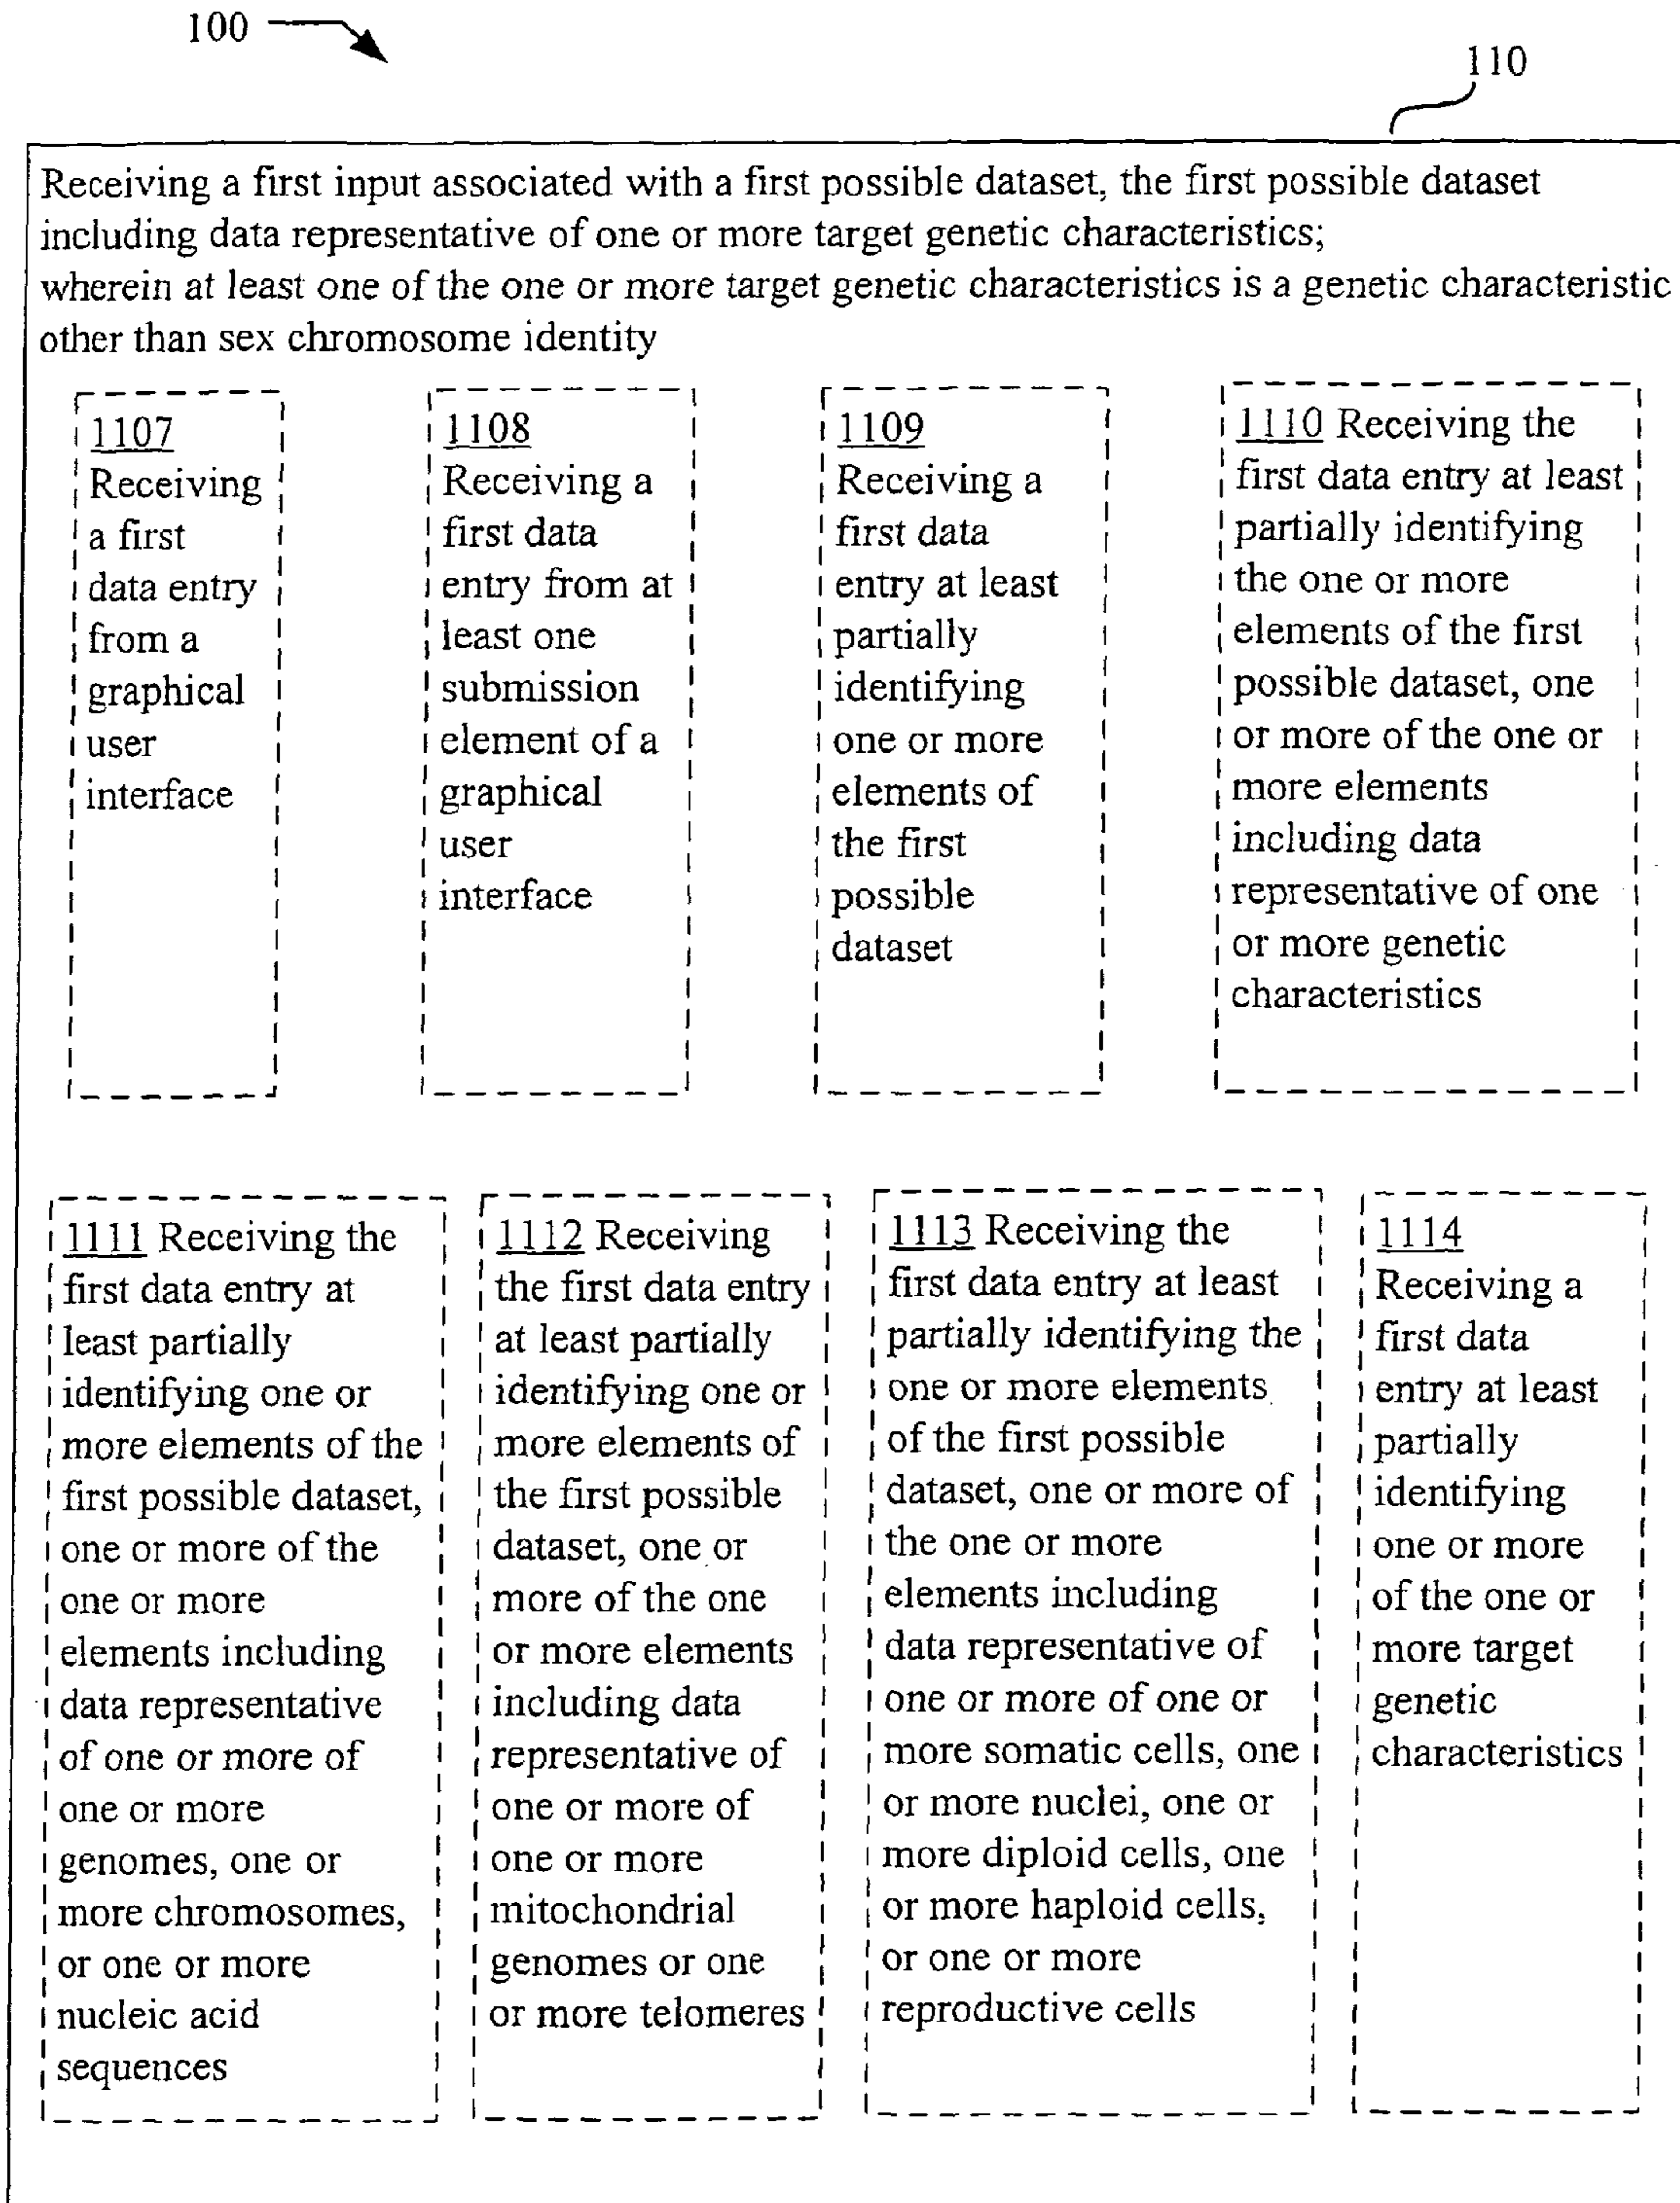 100
110
Receiving a first input associated with a first possible dataset, the first possible dataset
including data representative of one or more target genetic characteristics;
wherein at least one of the one or more target genetic characteristics is a genetic characteristic
other than sex chromosome identity
1107
Receiving
a first
data entry
from a
graphical
user
interface
1108
Receiving a
first data
entry from at
least one
submission
element of a
graphical
user
interface
1109
Receiving a
first data
entry at least
partially
identifying
one or more
elements of
the first
possible
dataset
1110 Receiving the
first data entry at least
partially identifying
the one or more
elements of the first
possible dataset, one
or more of the one or
more elements
including data
representative of one
or more genetic
characteristics
1111 Receiving the
first data entry at
least partially
identifying one or
more elements of the
first possible dataset,
one or more of the
one or more
elements including
data representative
of one or more of
one or more
genomes, one or
more chromosomes,
or one or more
nucleic acid
sequences
1112 Receiving
the first data entry
at least partially
identifying one or
more elements of
the first possible
dataset, one or
more of the one
or more elements
including data
representative of
one or more of
one or more
mitochondrial
genomes or one
or more telomeres
1113 Receiving the
first data entry at least
partially identifying the
one or more elements
of the first possible
dataset, one or more of
the one or more
elements including
data representative of
one or more of one or
more somatic cells, one
or more nuclei, one or
more diploid cells, one
or more haploid cells,
or one or more
reproductive cells
1114
Receiving a
first data
entry at least
partially
identifying
one or more
of the one or
more target
genetic
characteristics